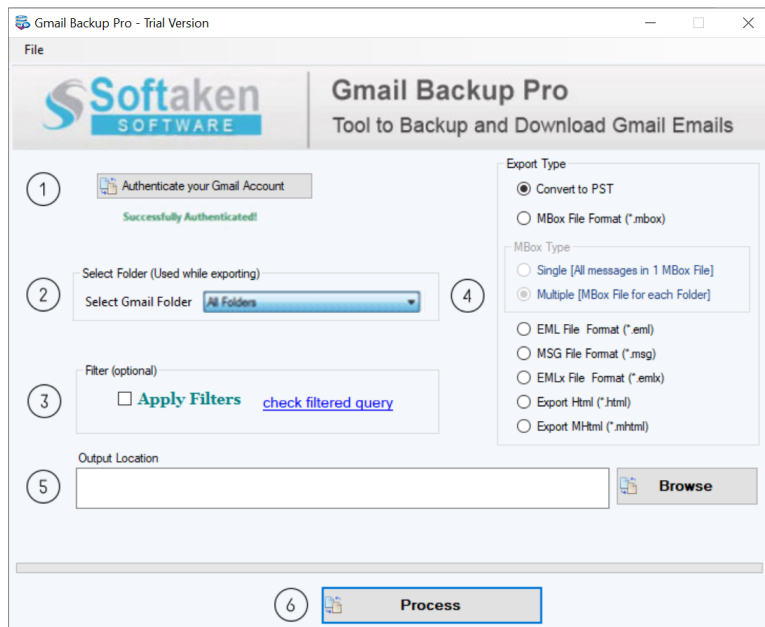 Gmail Backup Pro - Trial Version
File
Softaken
SOFTWARE
Gmail Backup Pro
Tool to Backup and Download Gmail Emails
1
Authenticate your Gmail Account
Successfully Authenticated!
2
Select Folder (Used while exporting)
Select Gmail Folder All Folders
3
Filter (optional)
Apply Filters check filtered query
4
Export Type
Convert to PST
MBox File Format (*.mbox)
MBox Type
Single [All messages in 1 MBox File]
Multiple [MBox File for each Folder]
EML File Format (*.eml)
MSG File Format (*.msg)
EMLx File Format (*.emlx)
Export Html (*.html)
Export MHtml (*.mhtml)
Output Location
5
Browse
6
Process